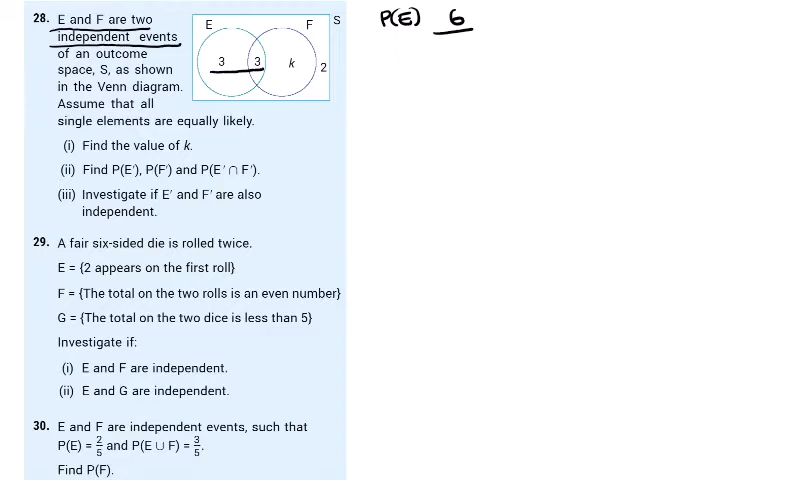 28. E and F are two
independent events
of an outcome
space, S, as shown
in the Venn diagram.
Assume that all
single elements are equally likely.
E F S
3 3 k 2
(i) Find the value of k.
(ii) Find P(E′), P(F′) and P(E′ ∩ F′).
(iii) Investigate if E′ and F′ are also
independent.
29. A fair six-sided die is rolled twice.
E = {2 appears on the first roll}
F = {The total on the two rolls is an even number}
G = {The total on the two dice is less than 5}
Investigate if:
(i) E and F are independent.
(ii) E and G are independent.
30. E and F are independent events, such that
P(E) = 2/5 and P(E ∪ F) = 3/5.
Find P(F).
P(E) 6